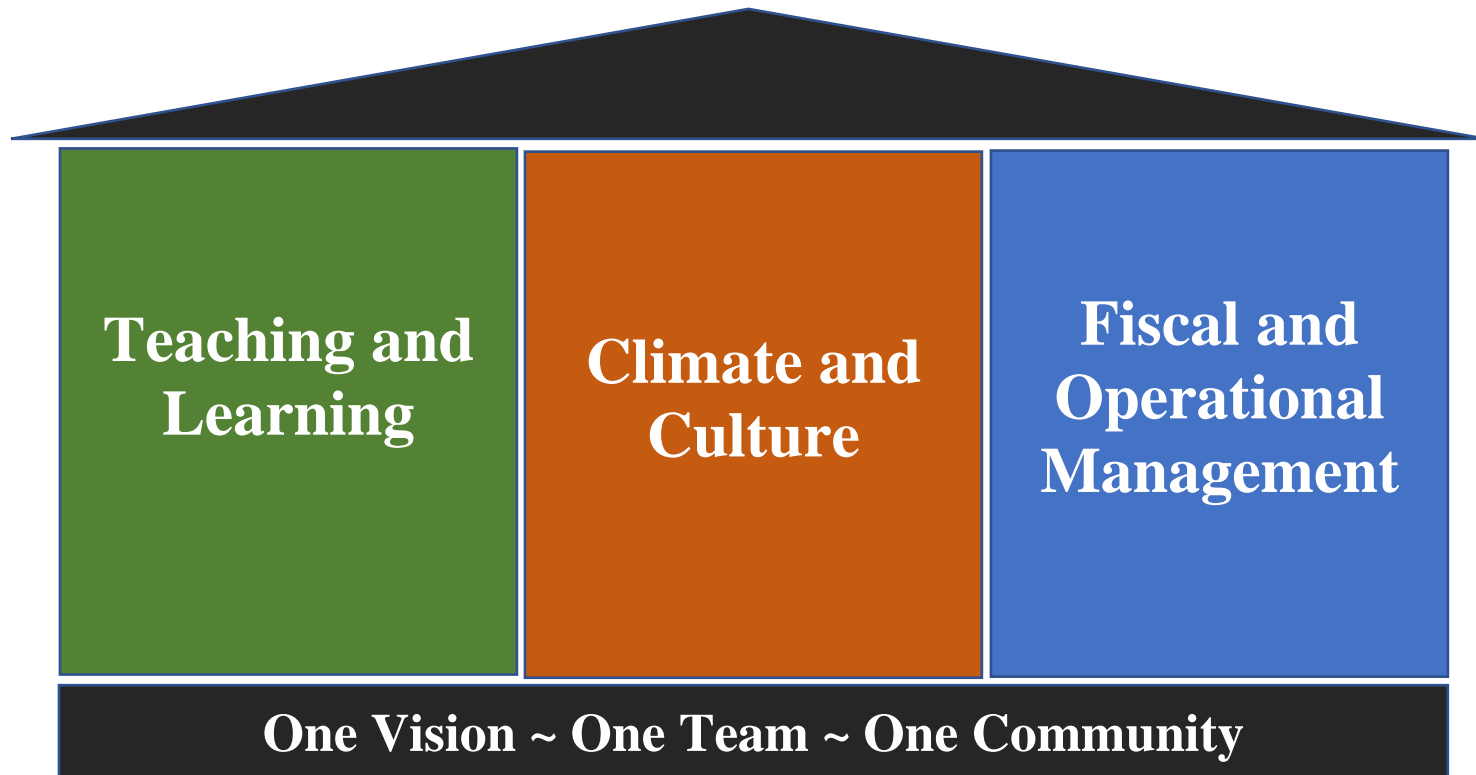 Teaching and
Learning
Climate and
Culture
Fiscal and
Operational
Management
One Vision ~ One Team ~ One Community